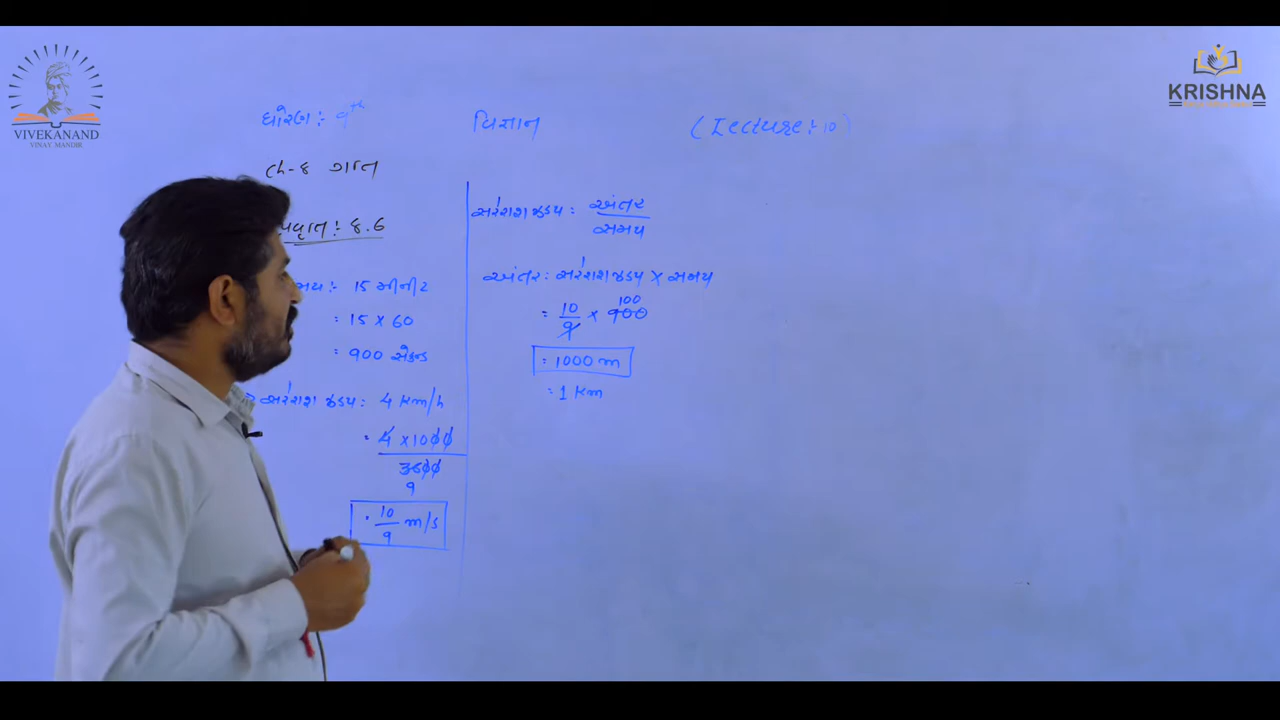 VIVEKANAND
VINAY MANDIR
KRISHNA
ધોરણ : 9th
વિજ્ઞાન
(Lecture :- 10)
Ch-8 ગતિ
8.6
15 મીનીટ
= 15 x 60
= 900 સેકન્ડ
સરેરાશ ઝડપ : 4 km/h
= 4 x 1000
3600
9
= 10
9 m/s
સરેરાશ ઝડપ = અંતર
સમય
અંતર = સરેરાશ ઝડપ x સમય
= 10 x 900 100
9
= 1000 m
= 1 km